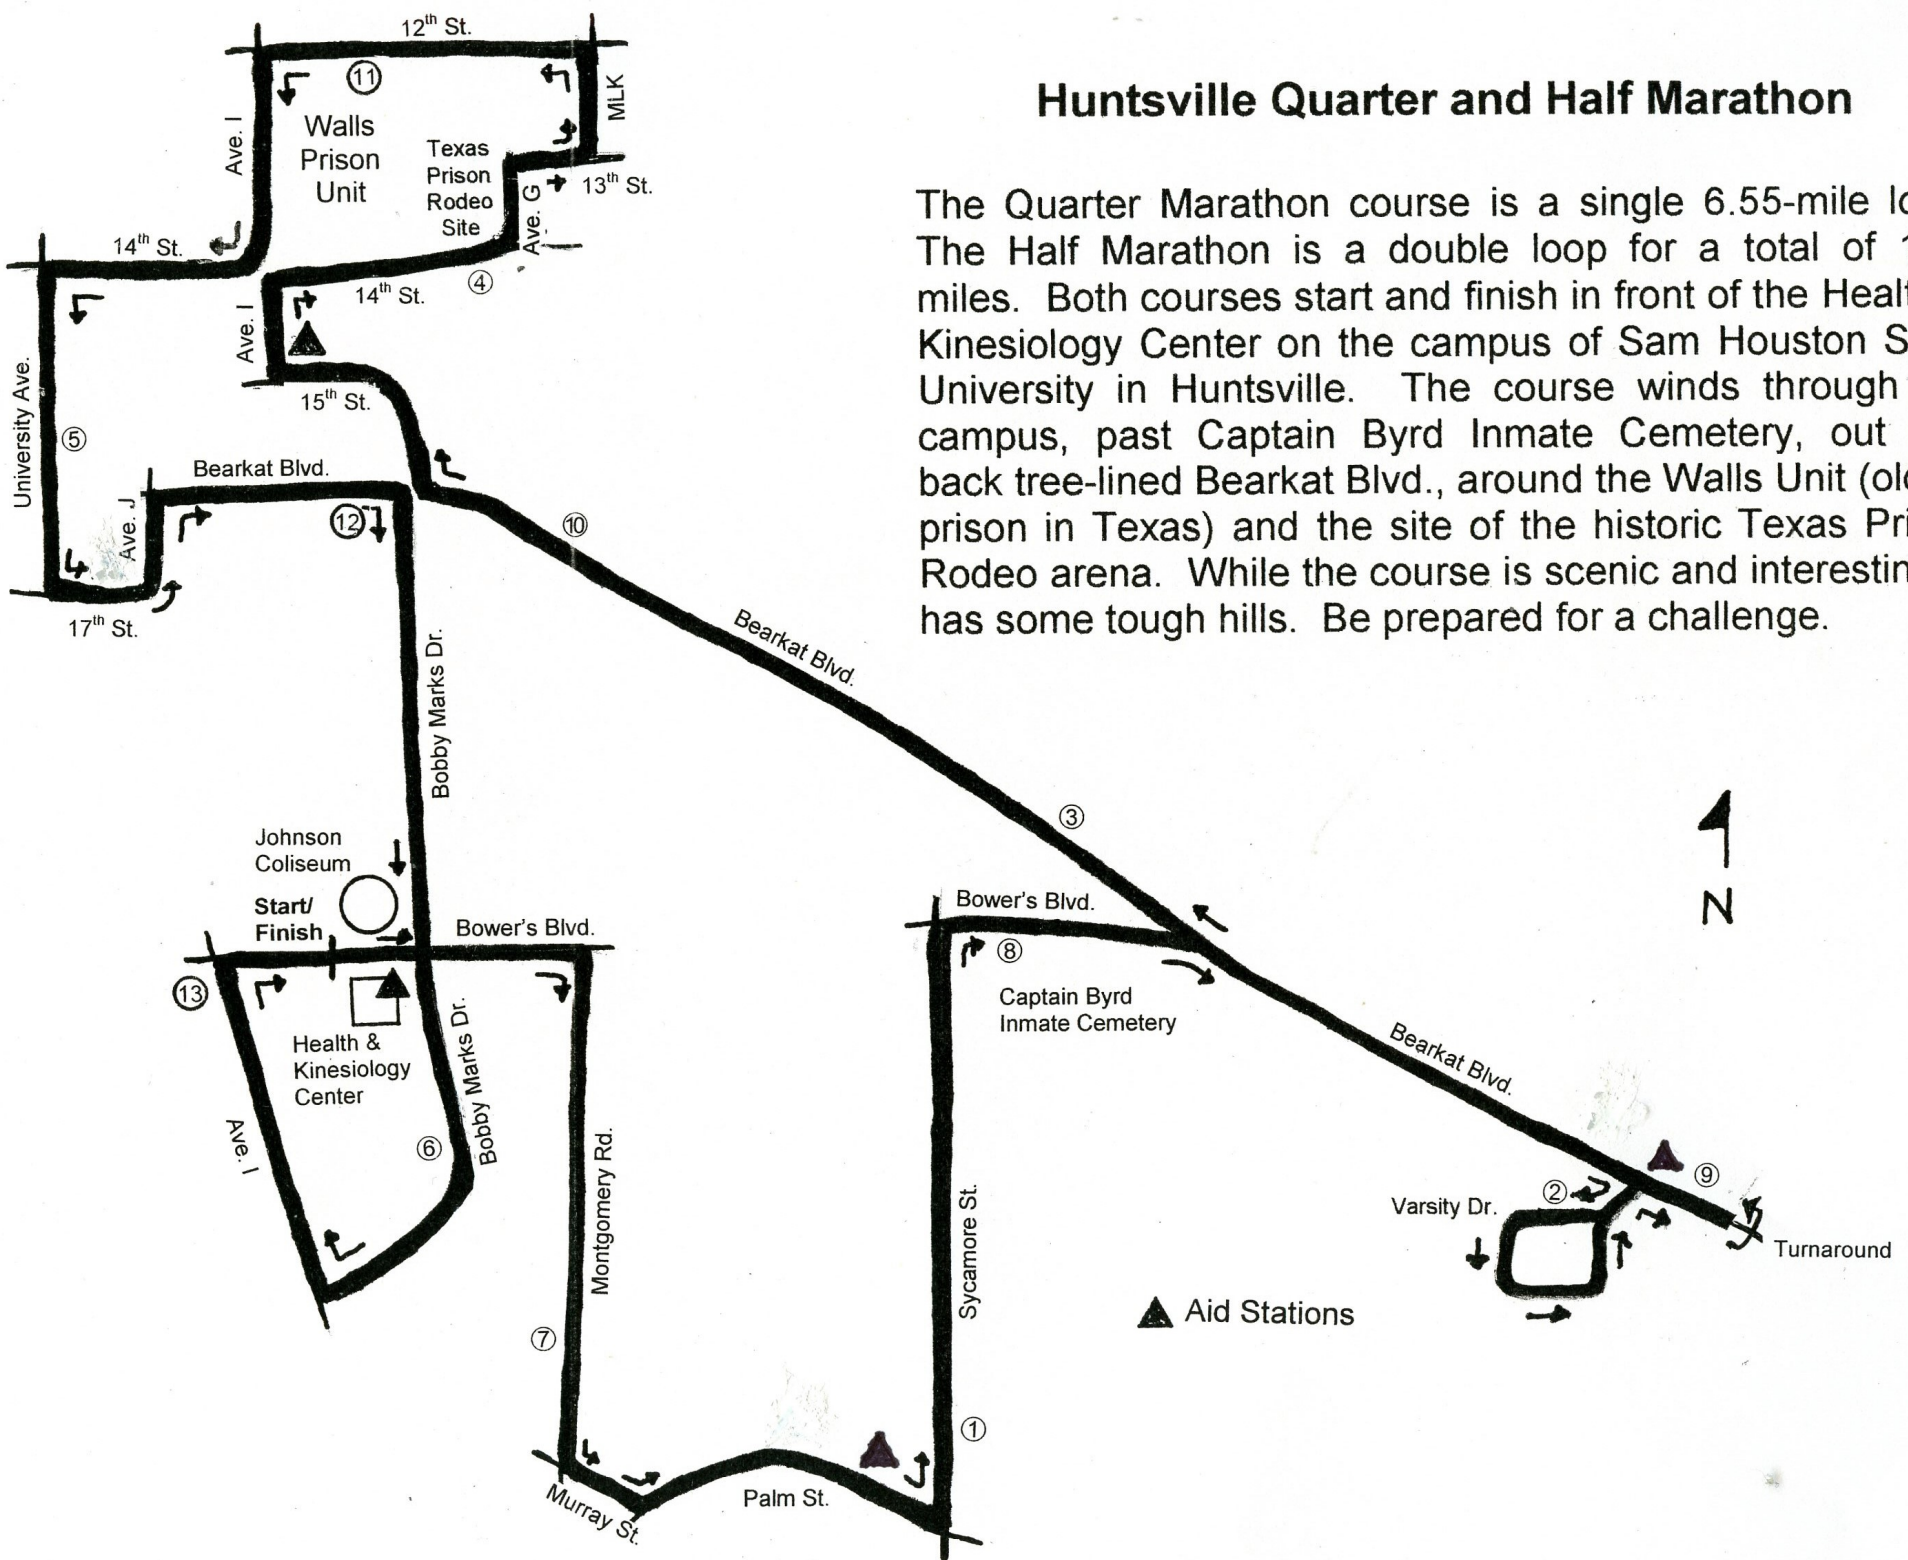 12th St.
MLK
Ave. I
Walls
Prison
Unit
Texas
Prison
Rodeo
Site
Ave. G
13th St.
14th St.
14th St.
Ave. I
15th St.
University Ave.
Bearkat Blvd.
Ave. J
17th St.
Huntsville Quarter and Half Marathon
The Quarter Marathon course is a single 6.55-mile
The Half Marathon is a double loop for a total of
miles. Both courses start and finish in front of the
Kinesiology Center on the campus of Sam Houston
University in Huntsville. The course winds through
campus, past Captain Byrd Inmate Cemetery, out
back tree-lined Bearkat Blvd., around the Walls Unit
prison in Texas) and the site of the historic Texas
Rodeo arena. While the course is scenic and
has some tough hills. Be prepared for a challenge.
11
4
5
12
10
Bearkat Blvd.
Bobby Marks Dr.
3
N
Johnson
Coliseum
Start/
Finish
Bower's Blvd.
13
Health &
Kinesiology
Center
Ave. I
Bobby Marks Dr.
6
Montgomery Rd.
7
Murray St.
Palm St.
1
Sycamore St.
Bower's Blvd.
8
Captain Byrd
Inmate Cemetery
Bearkat Blvd.
9
2
Varsity Dr.
Turnaround
Aid Stations